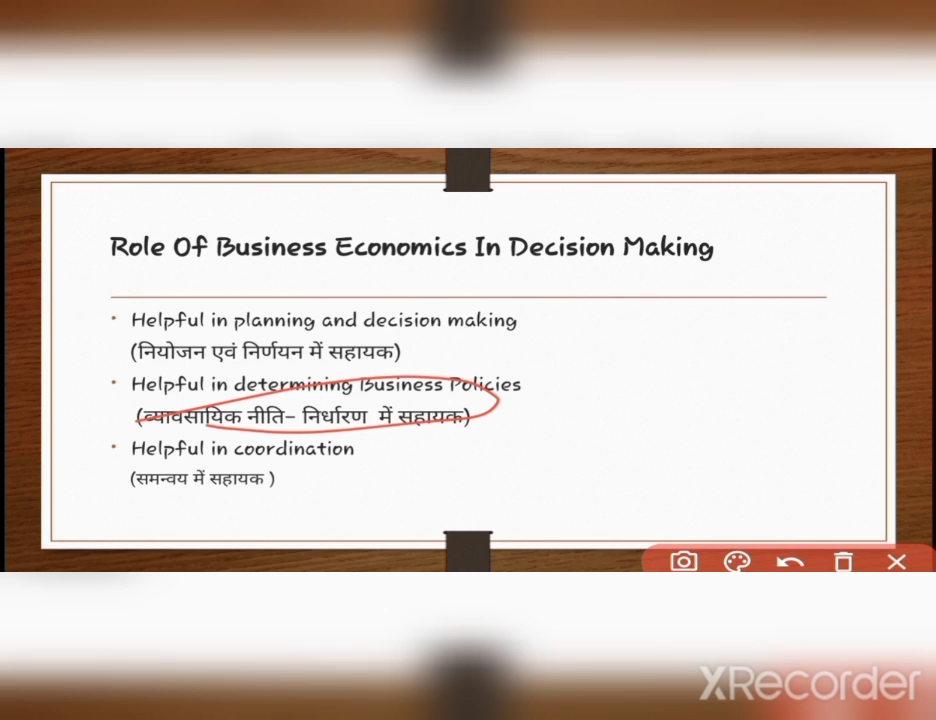 Role Of Business Economics In Decision Making
• Helpful in planning and decision making
(नियोजन एवं निर्णयन में सहायक)
• Helpful in determining Business Policies
(व्यावसायिक नीति- निर्धारण में सहायक)
• Helpful in coordination
(समन्वय में सहायक )
XRecorder